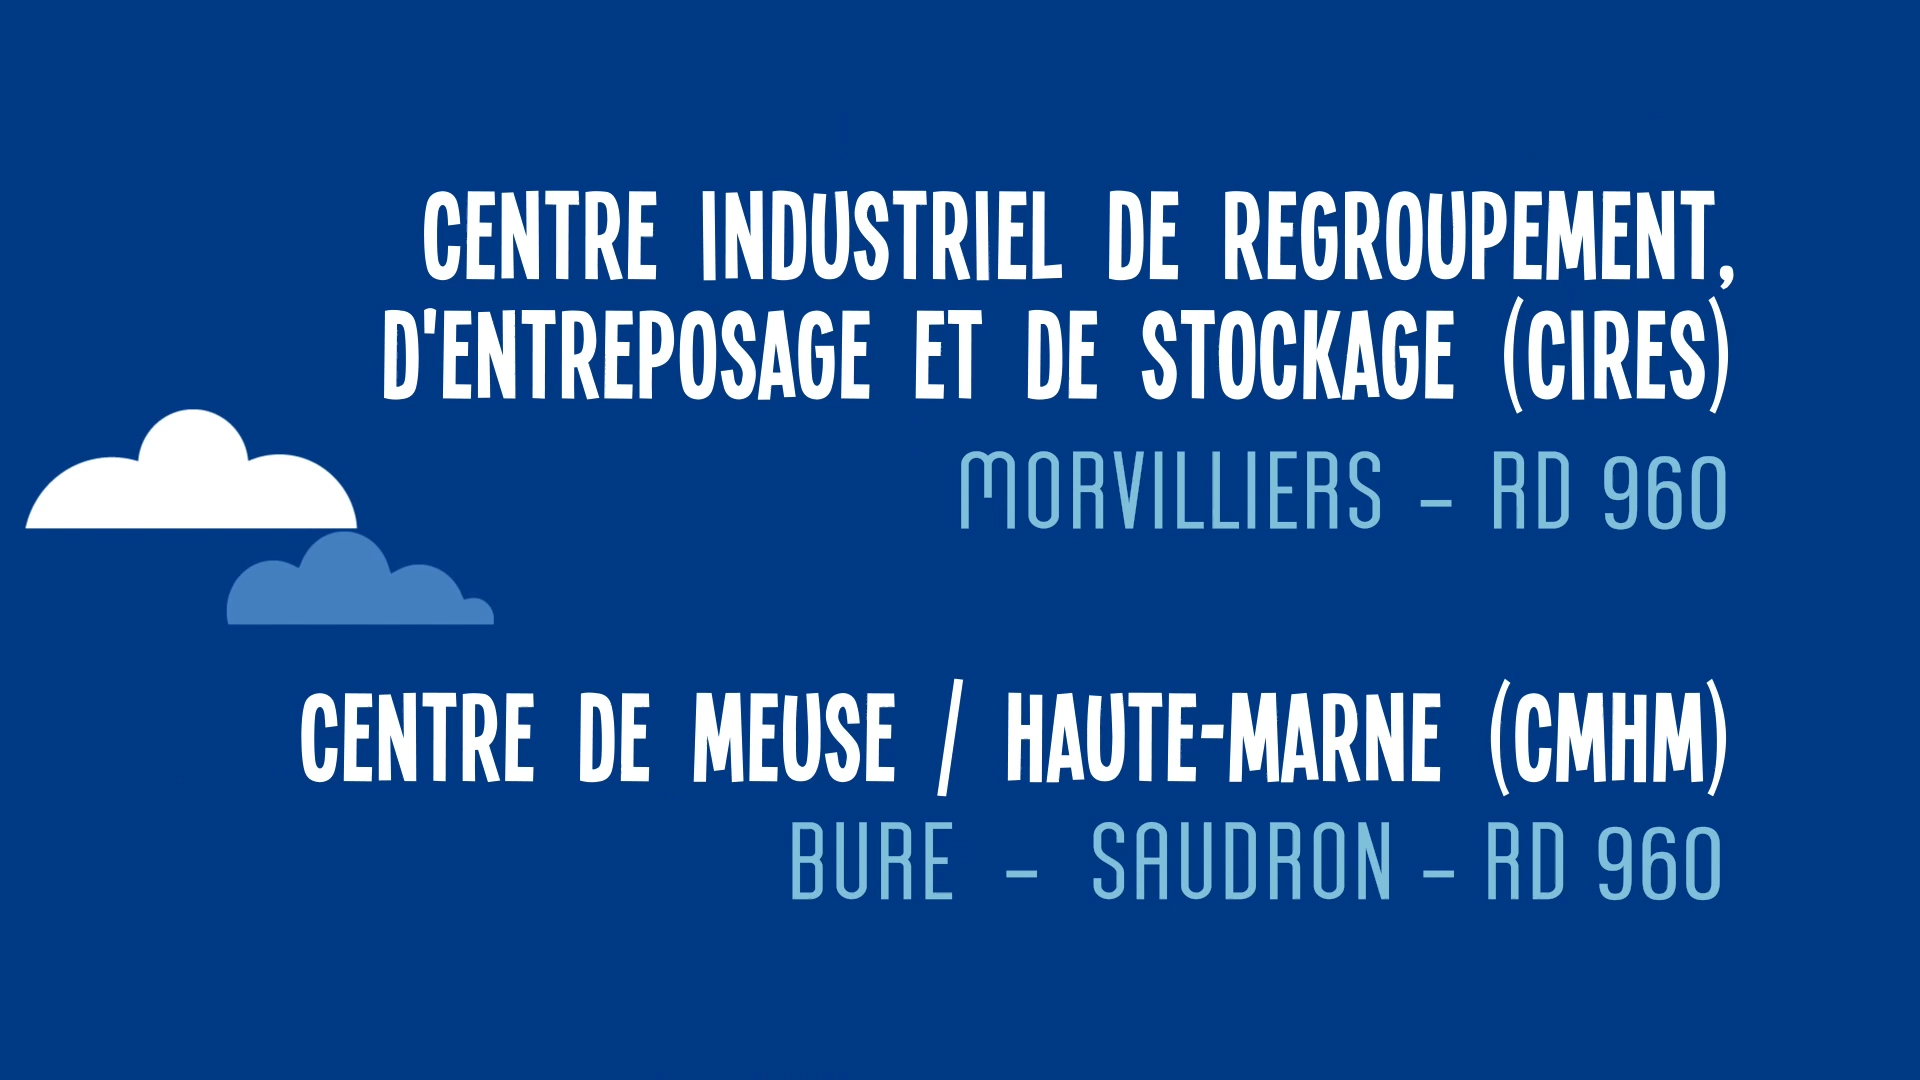 CENTRE INDUSTRIEL DE REGROUPEMENT,
D'ENTREPOSAGE ET DE STOCKAGE (CIRES)
MORVILLIERS – RD 960
CENTRE DE MEUSE / HAUTE-MARNE (CMHM)
BURE – SAUDRON – RD 960